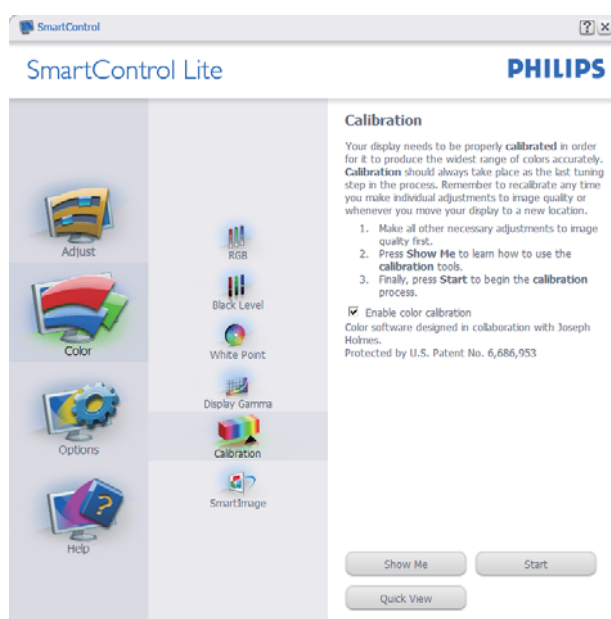 SmartControl
SmartControl Lite
PHILIPS
Adjust
Color
Options
Help
RGB
Black Level
White Point
Display Gamma
Calibration
SmartImage
Calibration
Your display needs to be properly calibrated in order
for it to produce the widest range of colors accurately.
Calibration should always take place as the last tuning
step in the process. Remember to recalibrate any time
you make individual adjustments to image quality or
whenever you move your display to a new location.
1. Make all other necessary adjustments to image
quality first.
2. Press Show Me to learn how to use the
calibration tools.
3. Finally, press Start to begin the calibration
process.
Enable color calibration
Color software designed in collaboration with Joseph
Holmes.
Protected by U.S. Patent No. 6,686,953
Show Me
Start
Quick View